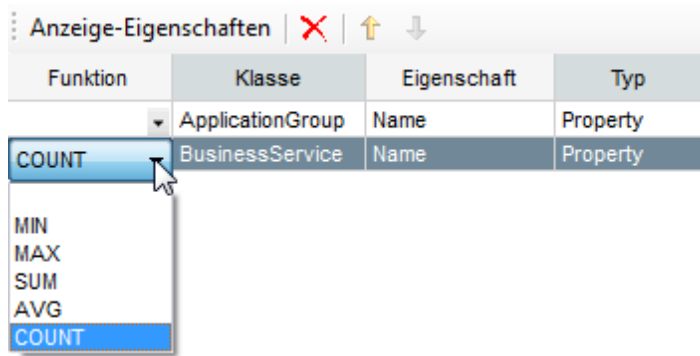 Anzeige-Eigenschaften
Funktion Klasse Eigenschaft Typ
ApplicationGroup Name Property
COUNT BusinessService Name Property
MIN
MAX
SUM
AVG
COUNT